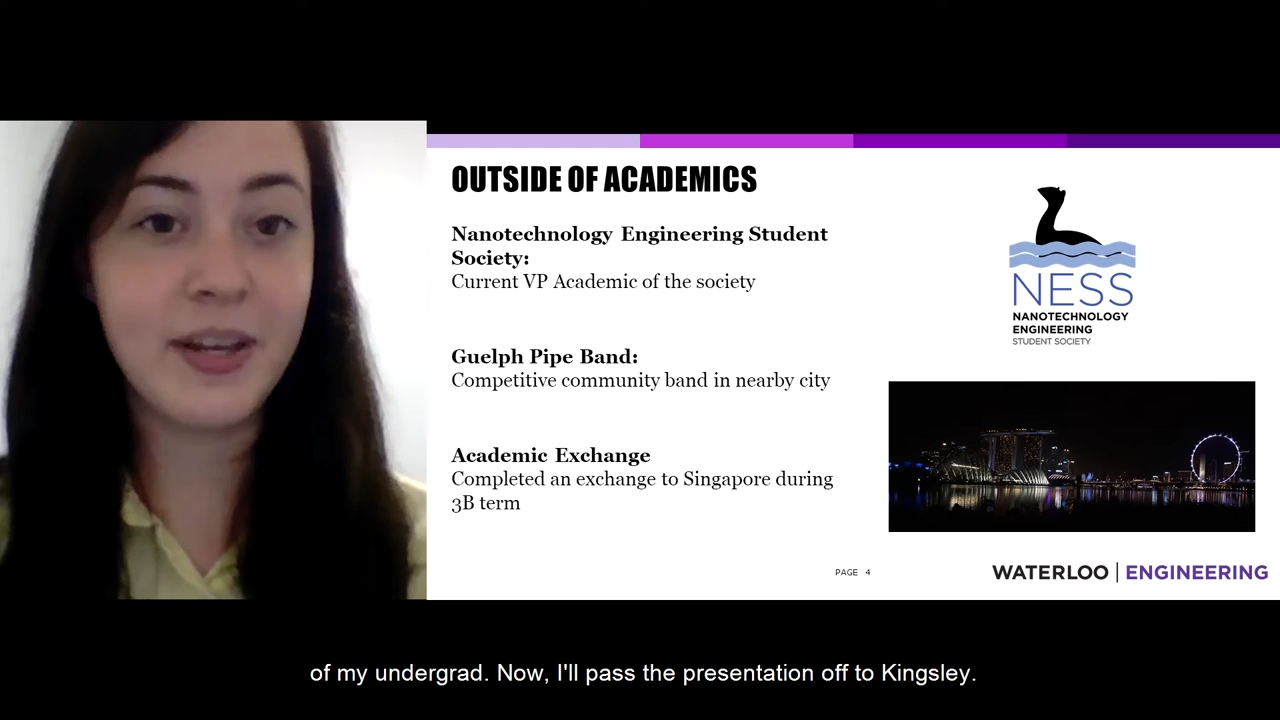 OUTSIDE OF ACADEMICS
Nanotechnology Engineering Student
Society:
Current VP Academic of the society
Guelph Pipe Band:
Competitive community band in nearby city
Academic Exchange
Completed an exchange to Singapore during
3B term
NESS
NANOTECHNOLOGY
ENGINEERING
STUDENT SOCIETY
PAGE 4
WATERLOO | ENGINEERING
of my undergrad. Now, I'll pass the presentation off to Kingsley.